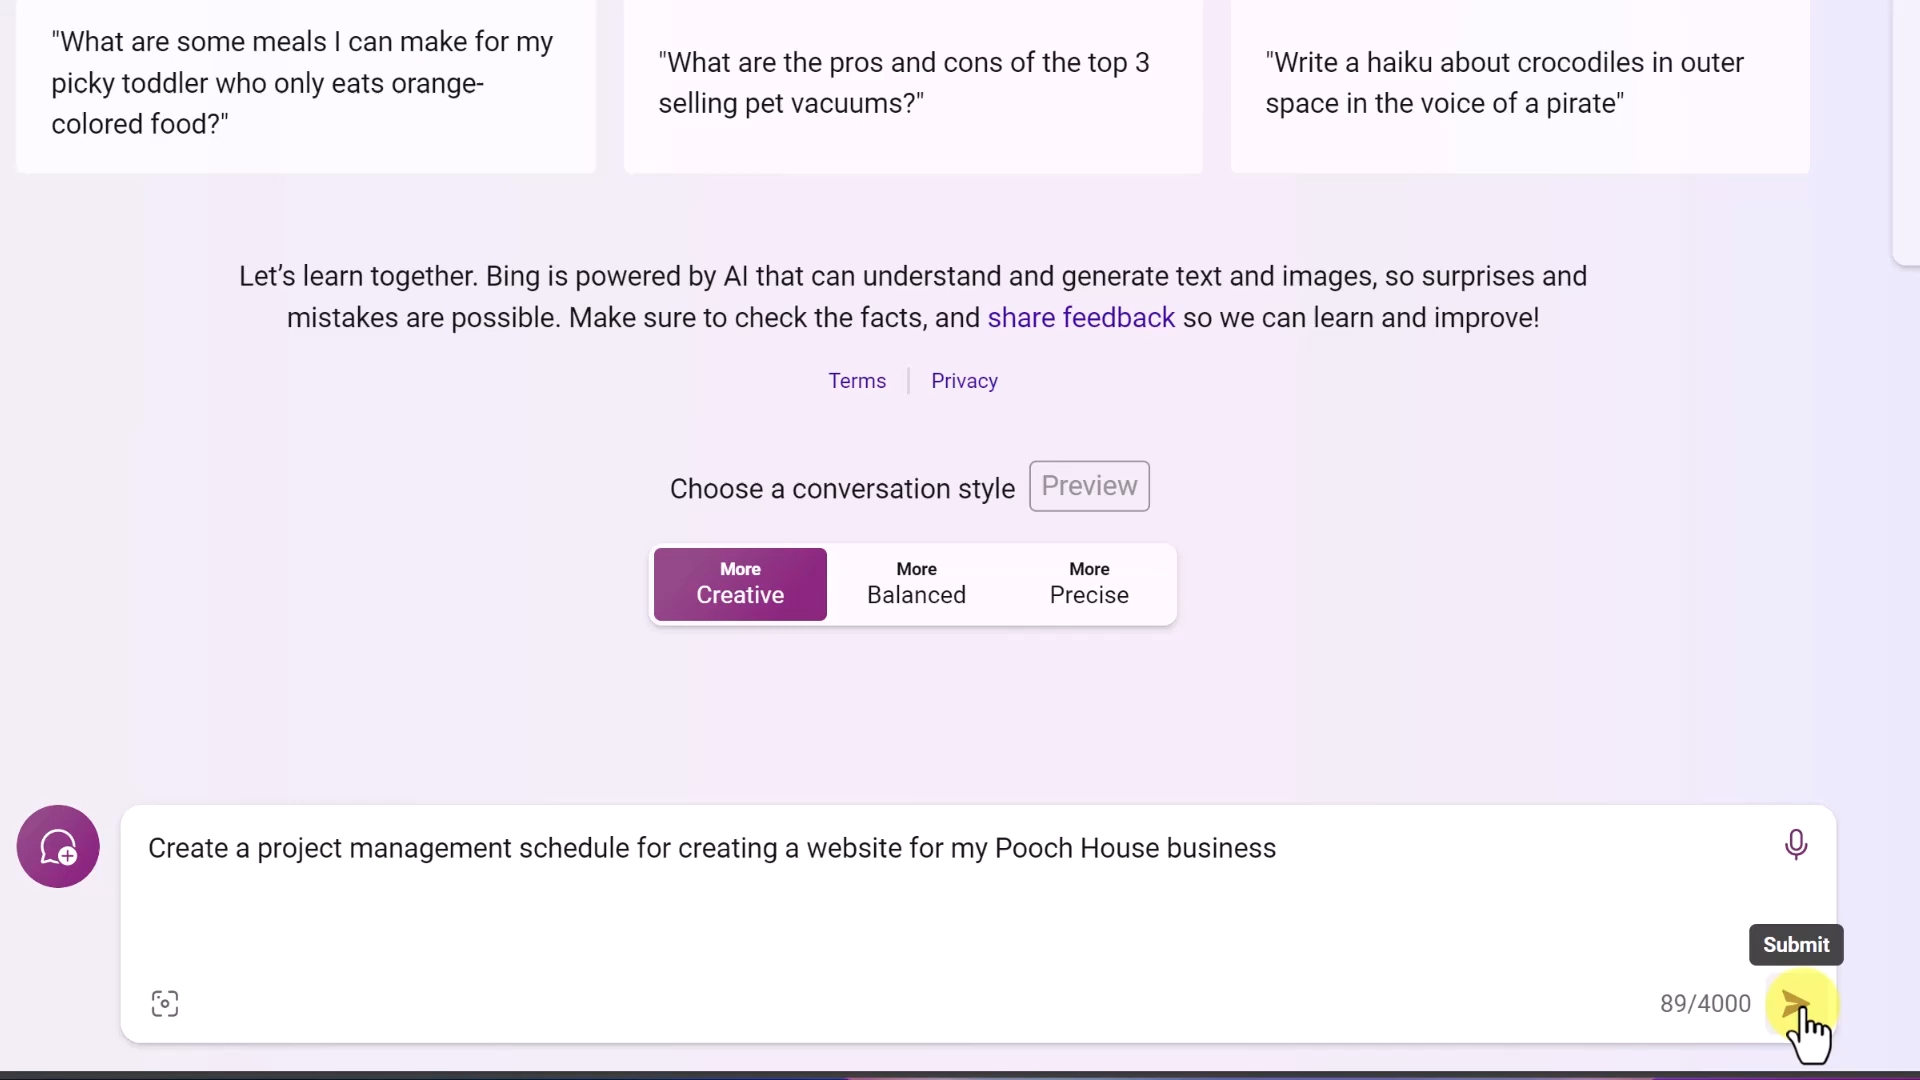 "What are some meals I can make for my
picky toddler who only eats orange-
colored food?"
"What are the pros and cons of the top 3
selling pet vacuums?"
"Write a haiku about crocodiles in outer
space in the voice of a pirate"
Let’s learn together. Bing is powered by AI that can understand and generate text and images, so surprises and
mistakes are possible. Make sure to check the facts, and share feedback so we can learn and improve!
Terms Privacy
Choose a conversation style Preview
More
Creative
More
Balanced
More
Precise
Create a project management schedule for creating a website for my Pooch House business
Submit
89/4000